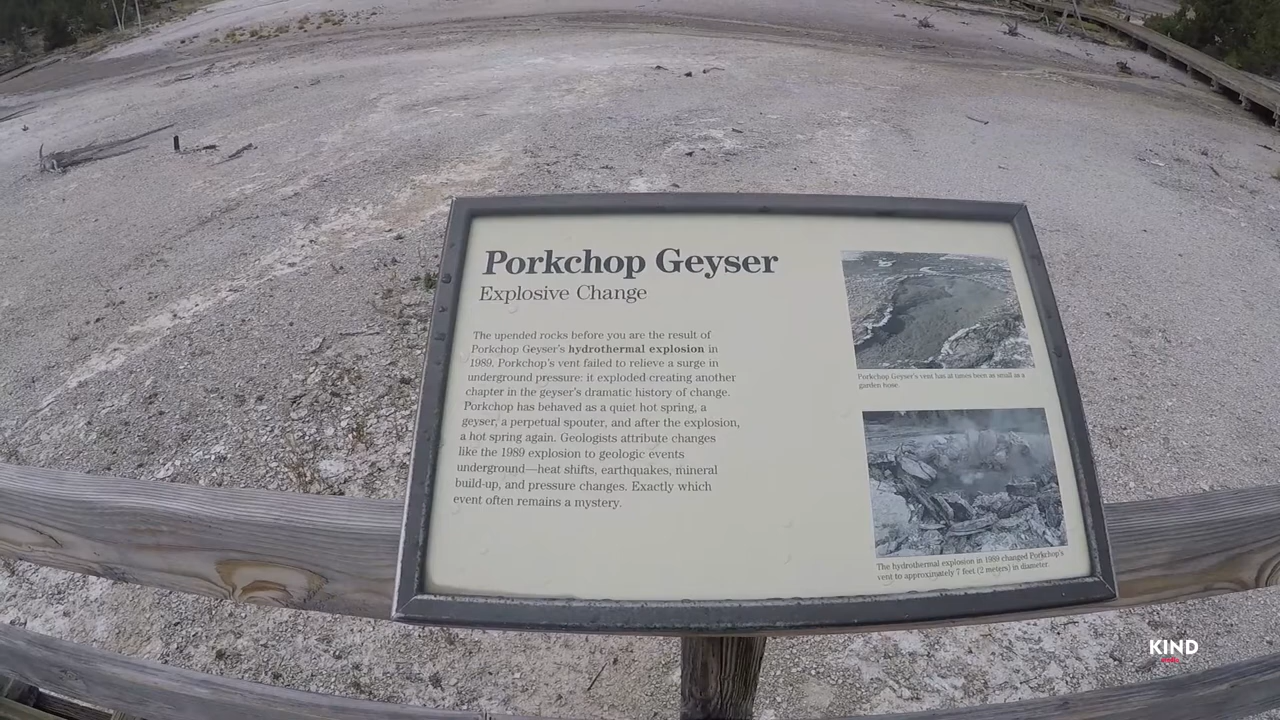 Porkchop Geyser
Explosive Change
The upended rocks before you are the result of
Porkchop Geyser's hydrothermal explosion in
1989. Porkchop's vent failed to relieve a surge in
underground pressure: it exploded creating another
chapter in the geyser's dramatic history of change.
Porkchop has behaved as a quiet hot spring, a
geyser, a perpetual spouter, and after the explosion,
a hot spring again. Geologists attribute changes
like the 1989 explosion to geologic events
underground—heat shifts, earthquakes, mineral
build-up, and pressure changes. Exactly which
event often remains a mystery.
Porkchop Geyser's vent has at times been as small as a
garden hose.
The hydrothermal explosion in 1989 changed Porkchop's
vent to approximately 7 feet (2 meters) in diameter.
KIND